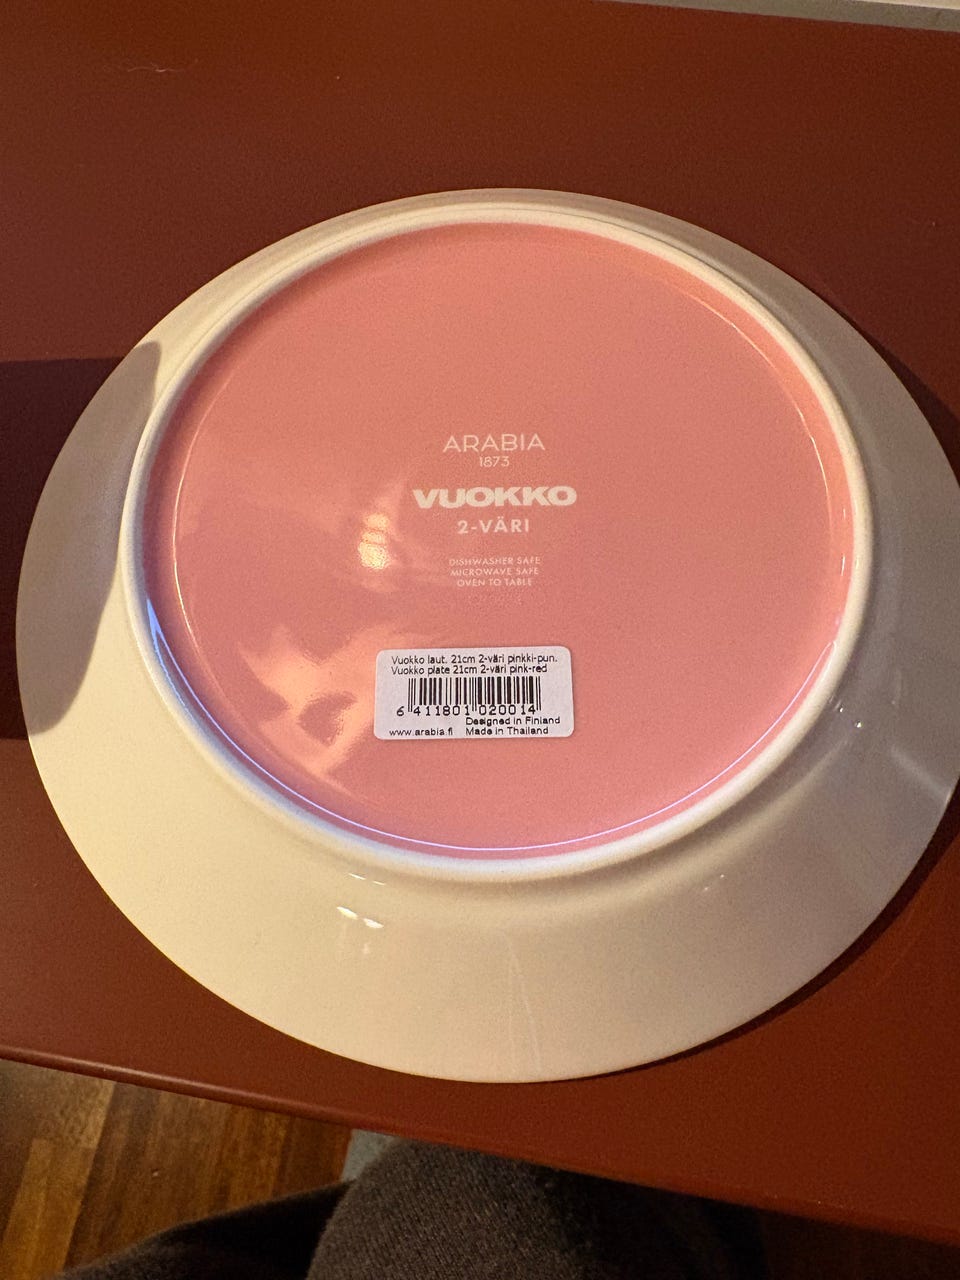 ARABIA
1873
VUOKKO
2-VÄRI
DISHWASHER SAFE
MICROWAVE SAFE
OVEN TO TABLE
Vuokko laut. 21cm 2-väri pinkki-pun.
Vuokko plate 21cm 2-väri pink-red
6 411801 020014
Designed in Finland
www.arabia.fi Made in Thailand